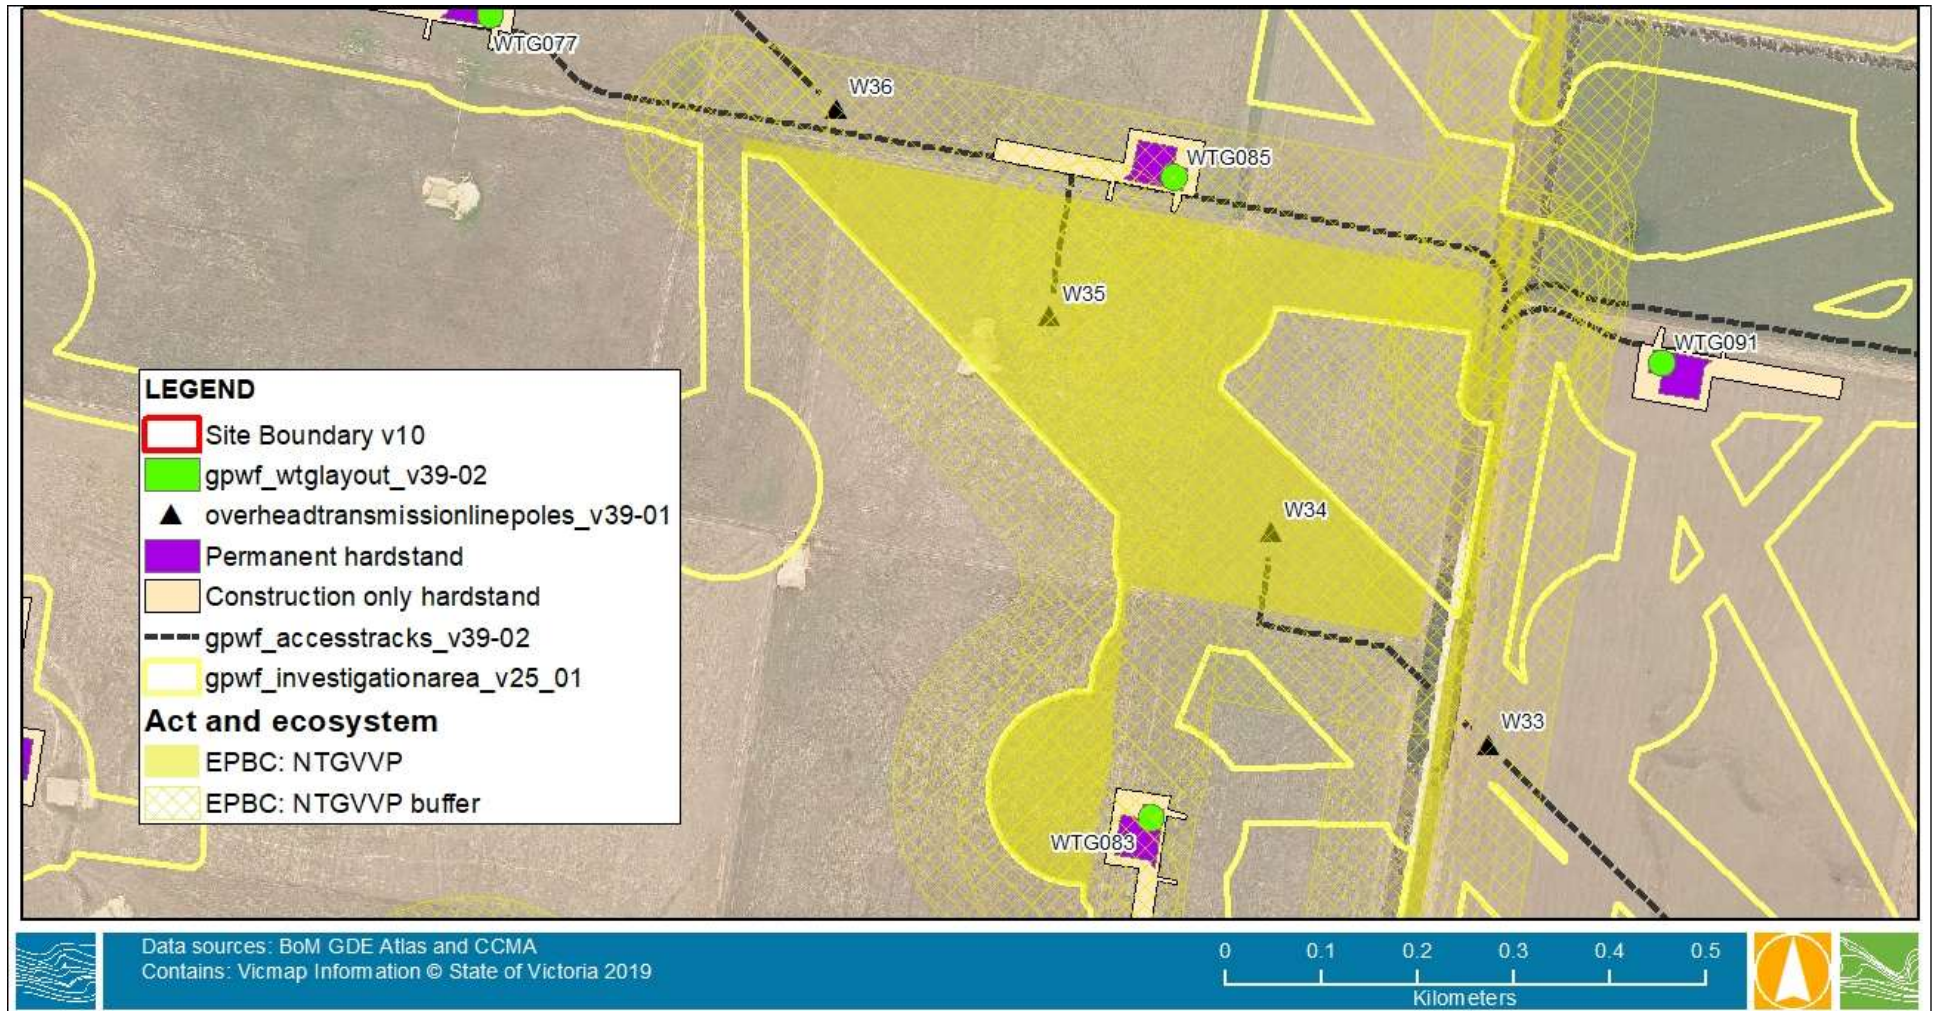 WTG077
W36
WTG085
W35
WTG091
LEGEND
Site Boundary v10
gpwf_wtglayout_v39-02
overheadtransmissionlinepoles_v39-01
Permanent hardstand
Construction only hardstand
gpwf_accesstracks_v39-02
gpwf_investigationarea_v25_01
Act and ecosystem
EPBC: NTGVVP
EPBC: NTGVVP buffer
W34
W33
WTG083
Data sources: BoM GDE Atlas and CCMA
Contains: Vicmap Information © State of Victoria 2019
0 0.1 0.2 0.3 0.4 0.5
Kilometers